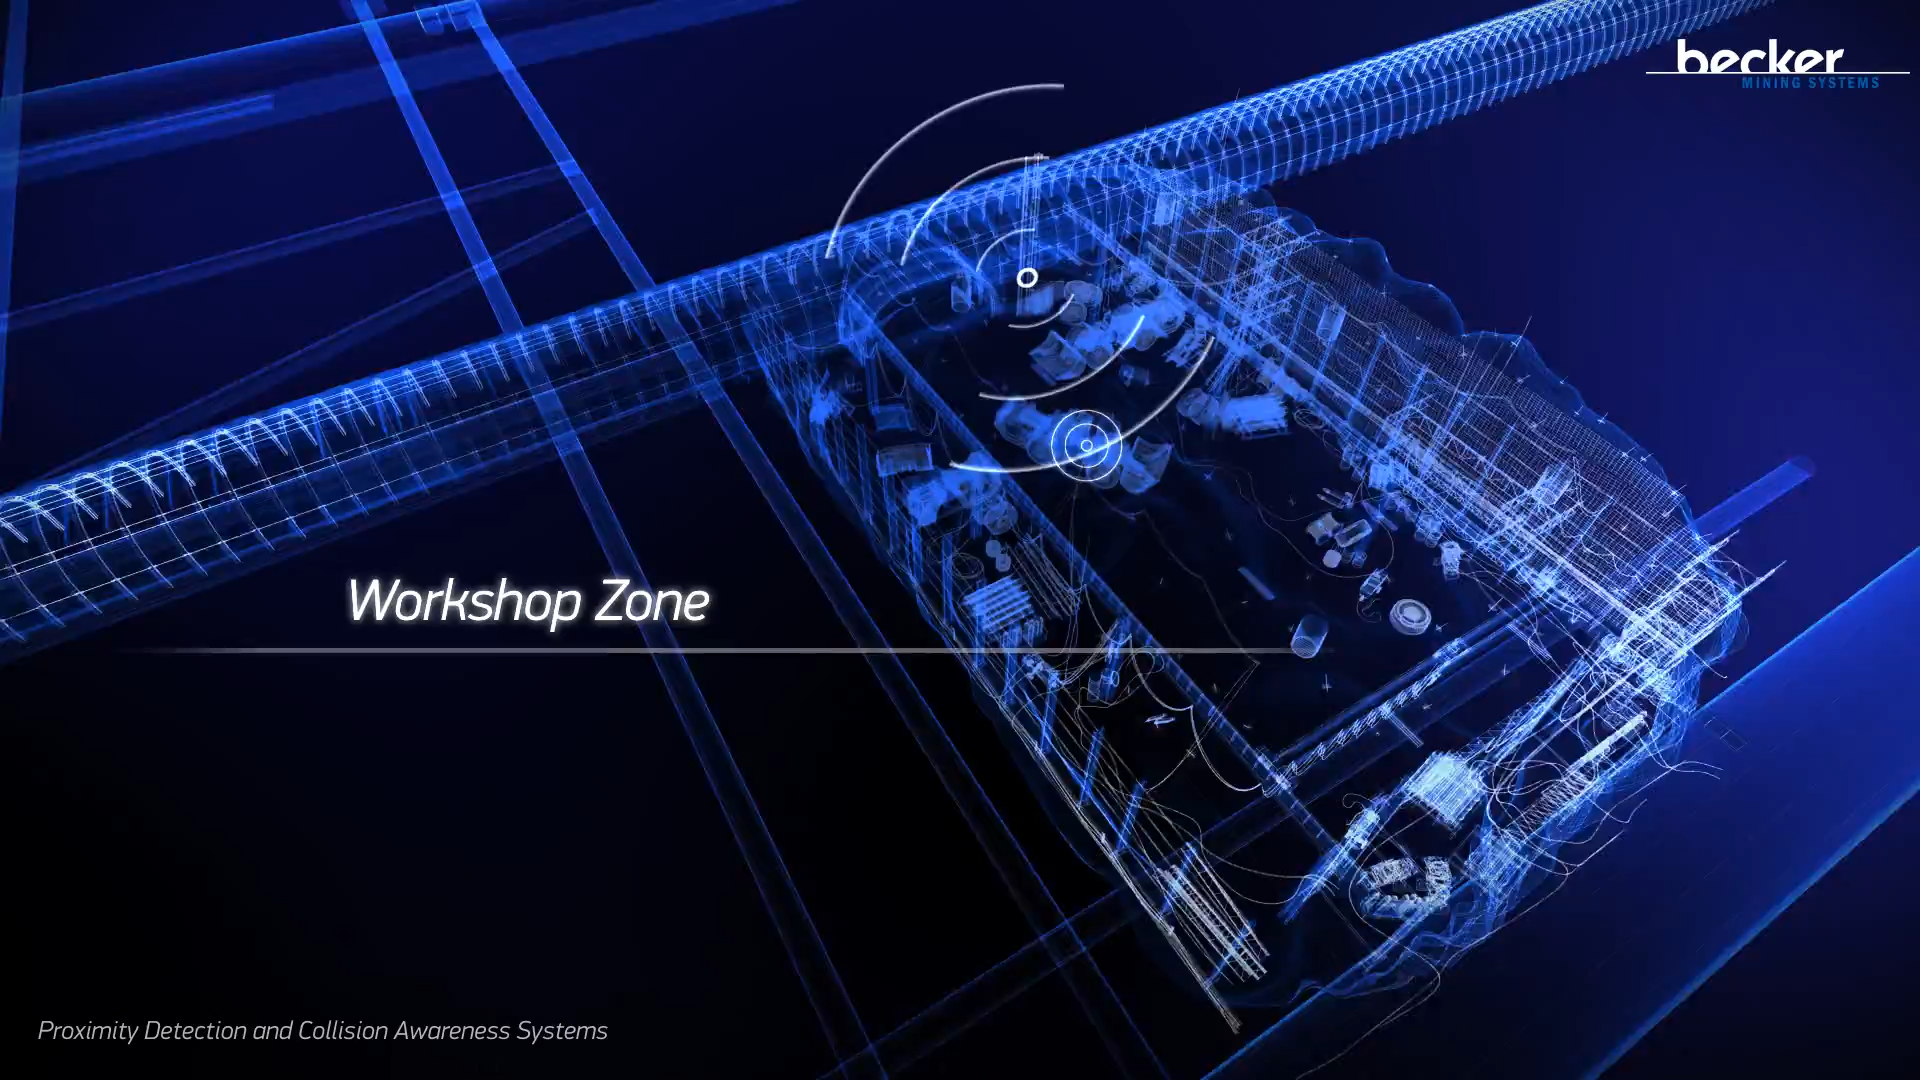 becker
MINING SYSTEMS
Workshop Zone
Proximity Detection and Collision Awareness Systems